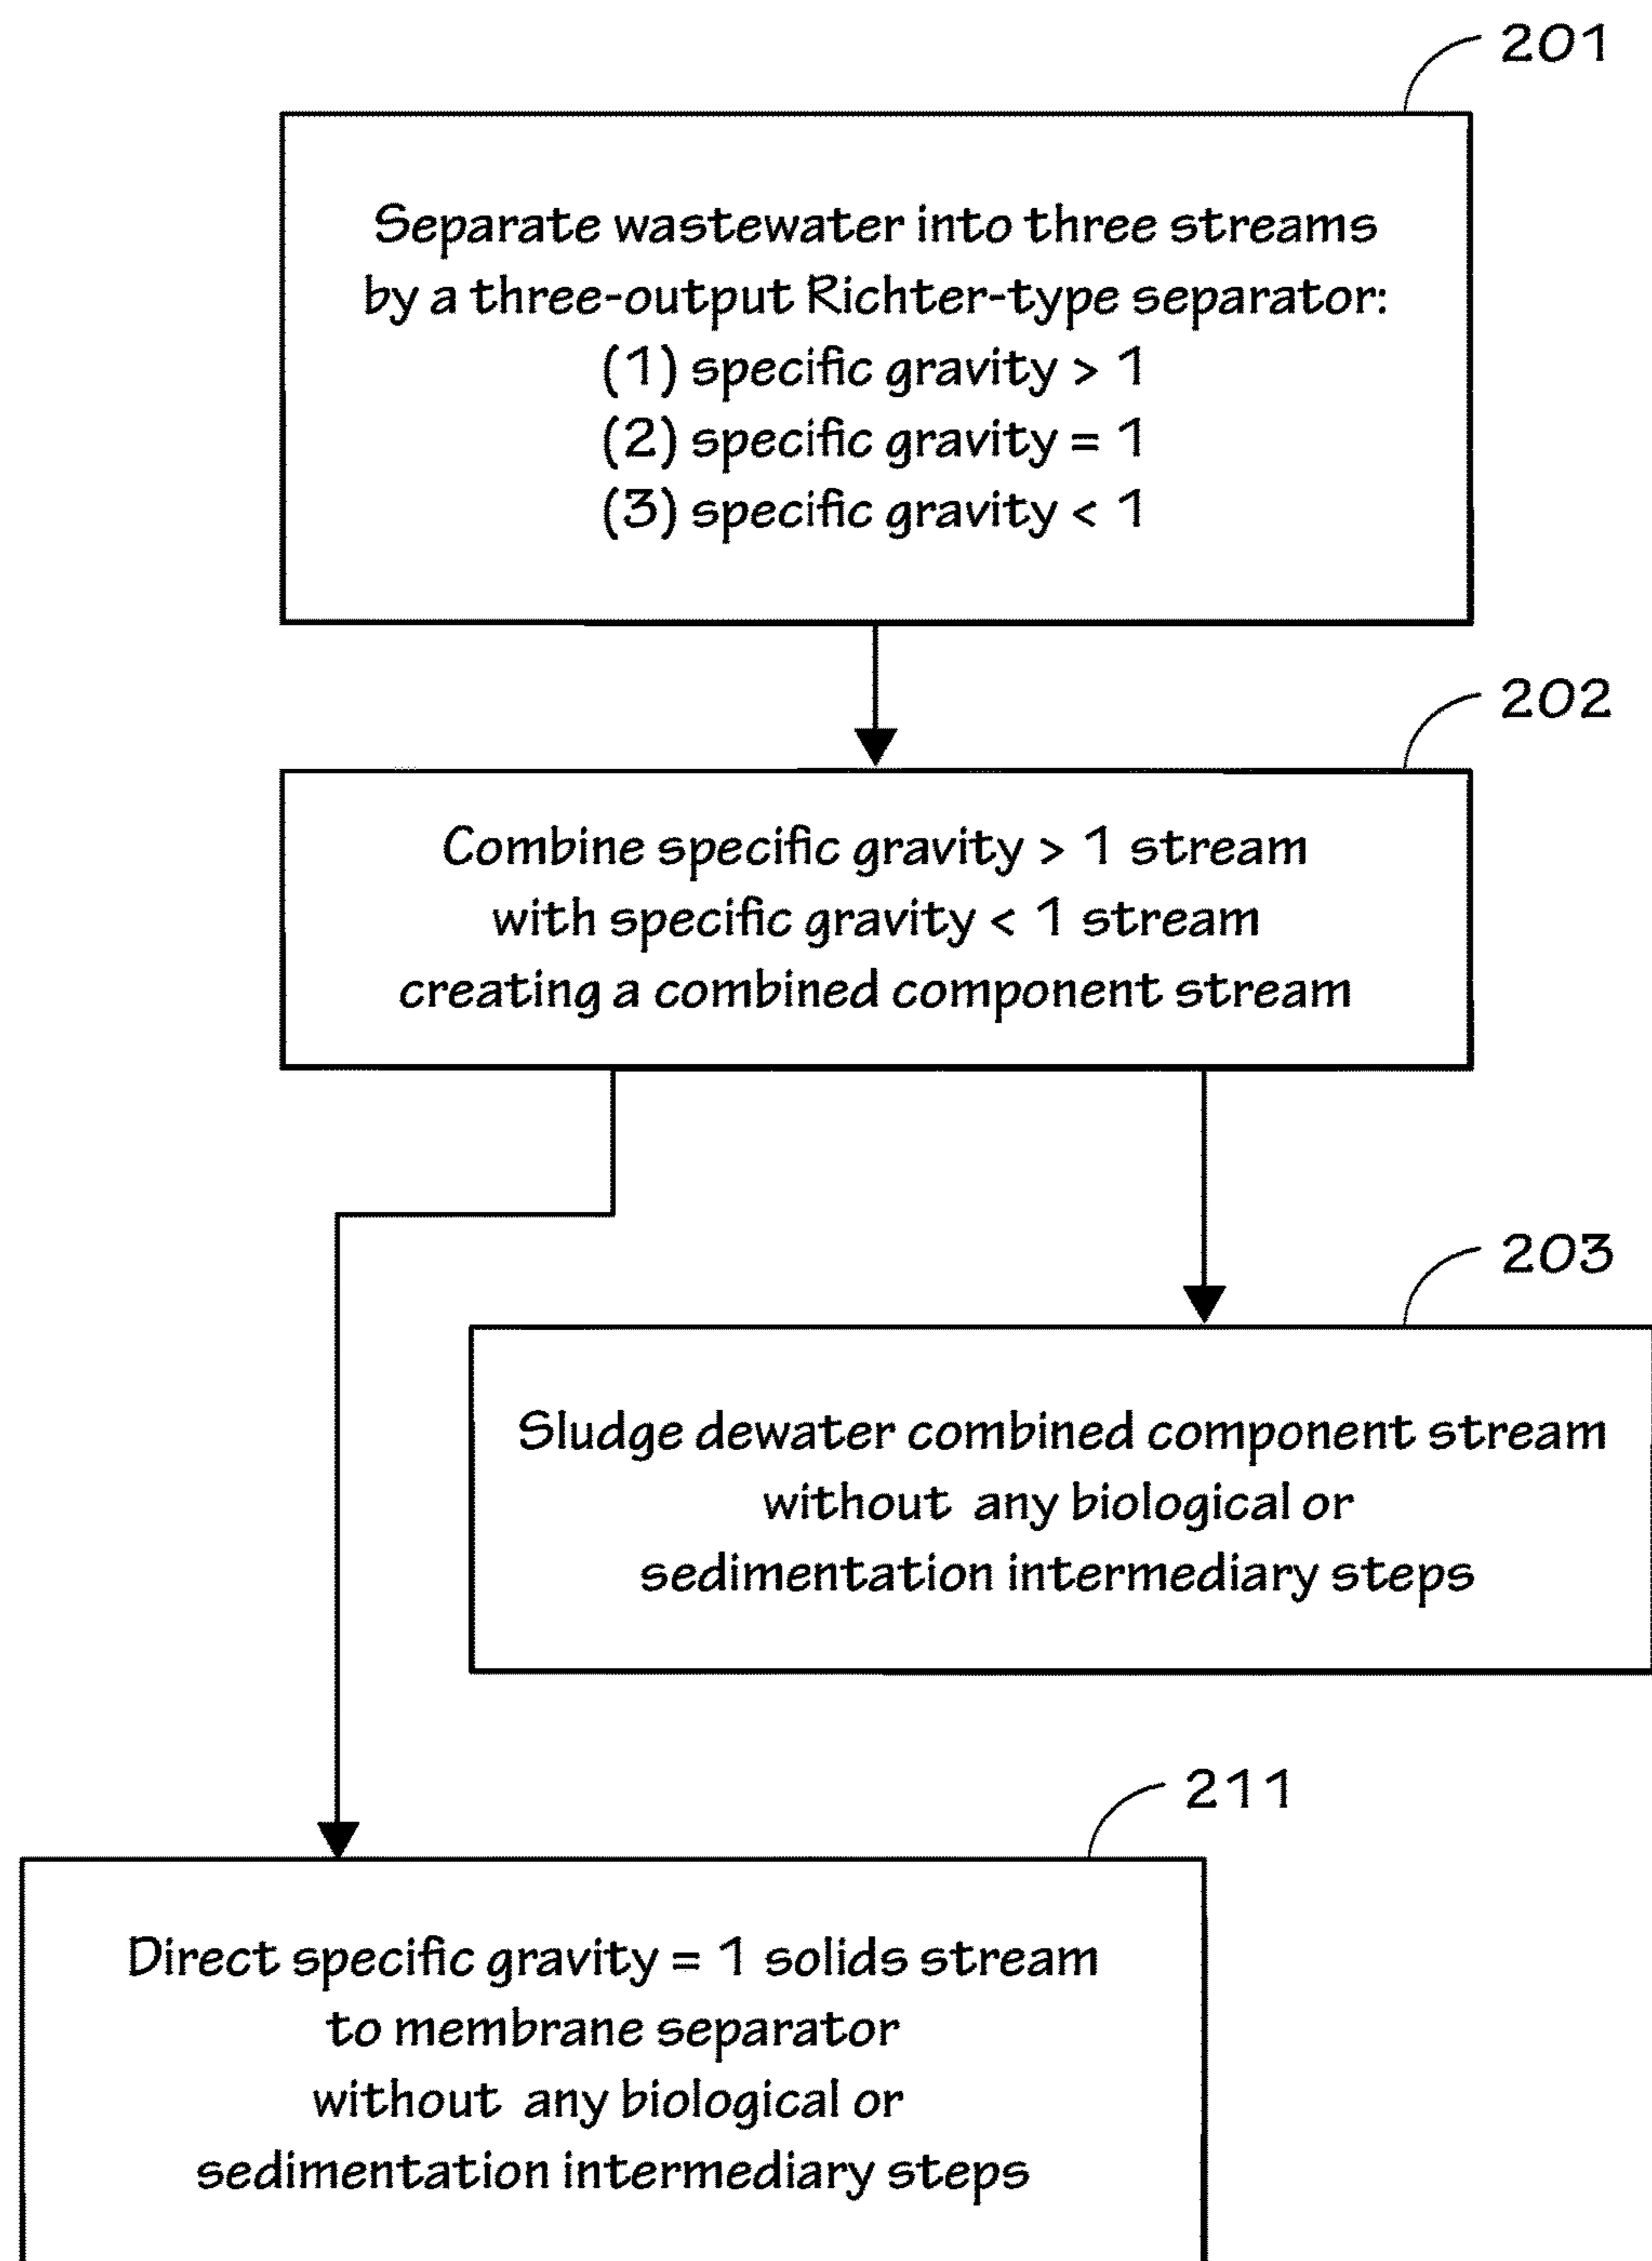 201
Separate wastewater into three streams
by a three-output Richter-type separator:
(1) specific gravity > 1
(2) specific gravity = 1
(3) specific gravity < 1
202
Combine specific gravity > 1 stream
with specific gravity < 1 stream
creating a combined component stream
203
Sludge dewater combined component stream
without any biological or
sedimentation intermediary steps
211
Direct specific gravity = 1 solids stream
to membrane separator
without any biological or
sedimentation intermediary steps